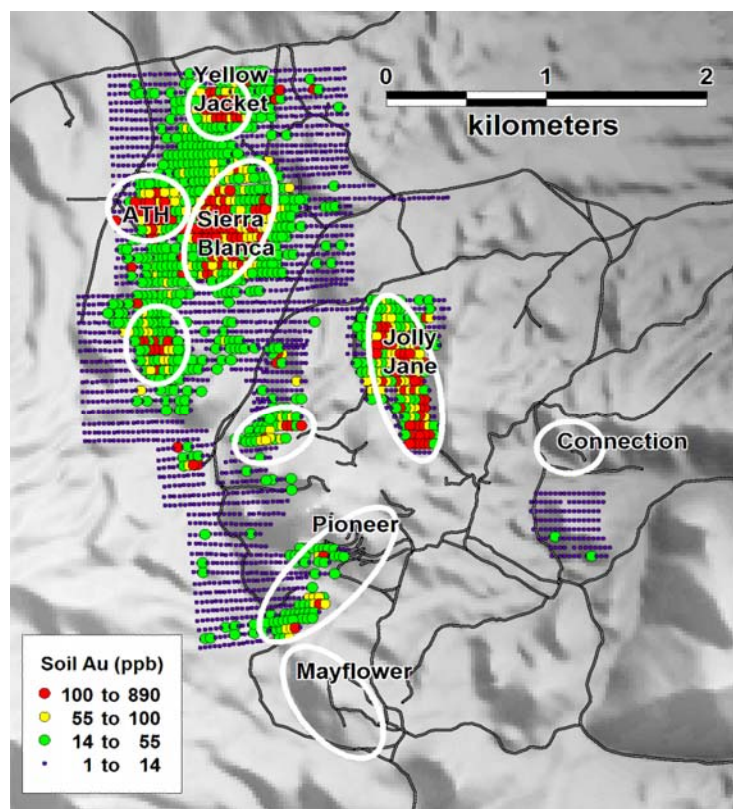 Yellow
Jacket
0 1 2
kilometers
ATH
Sierra
Blanca
Jolly
Jane
Connection
Pioneer
Mayflower
Soil Au (ppb)
100 to 890
55 to 100
14 to 55
1 to 14